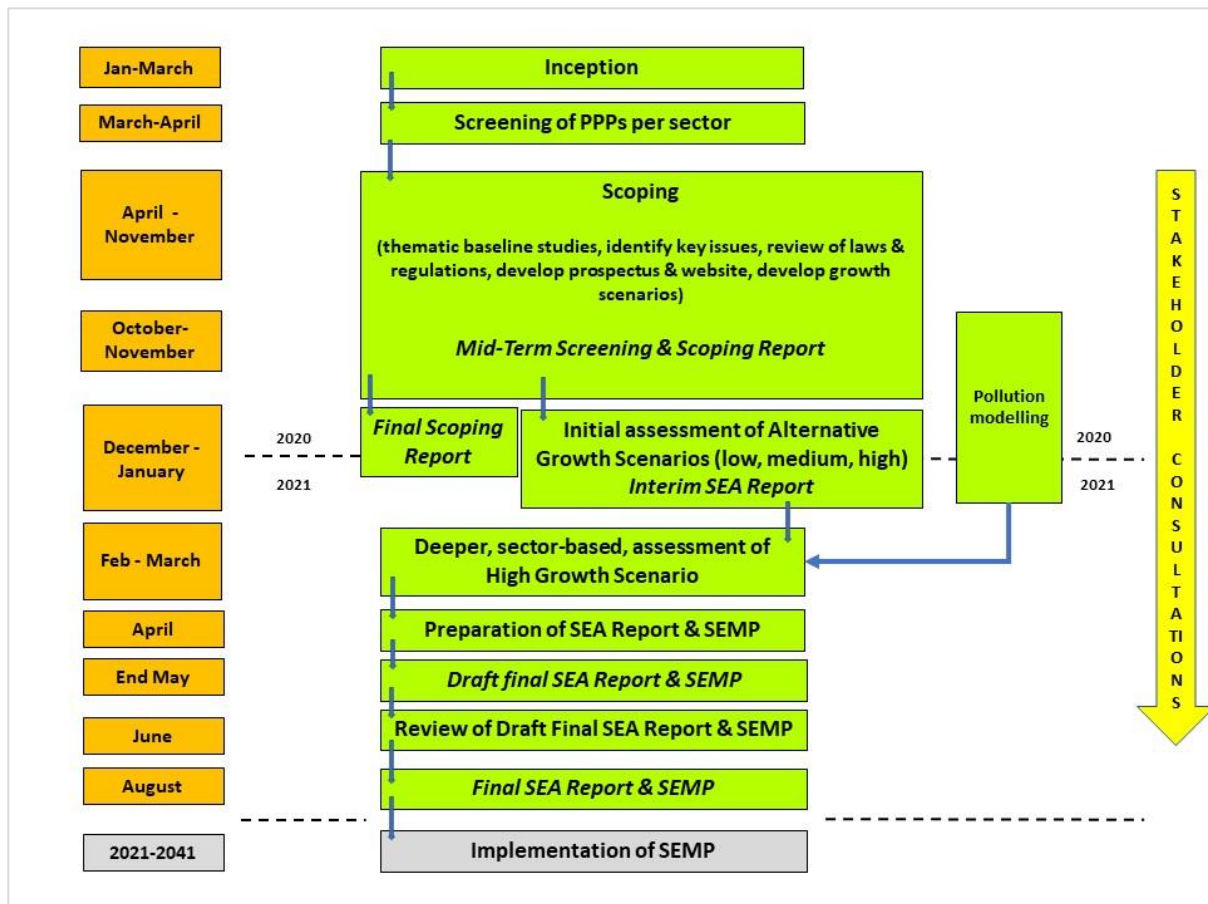 Jan-March
Inception
March-April
Screening of PPPs per sector
April -
November
Scoping
(thematic baseline studies, identify key issues, review of laws &
regulations, develop prospectus & website, develop growth
scenarios)
October-
November
Mid-Term Screening & Scoping Report
Pollution
modelling
December -
January
2020
2021
Final Scoping
Report
Initial assessment of Alternative
Growth Scenarios (low, medium, high)
Interim SEA Report
2020
2021
Feb - March
Deeper, sector-based, assessment of
High Growth Scenario
April
Preparation of SEA Report & SEMP
End May
Draft final SEA Report & SEMP
June
Review of Draft Final SEA Report & SEMP
August
Final SEA Report & SEMP
2021-2041
Implementation of SEMP
STAKEHOLDER CONSULTATIONS